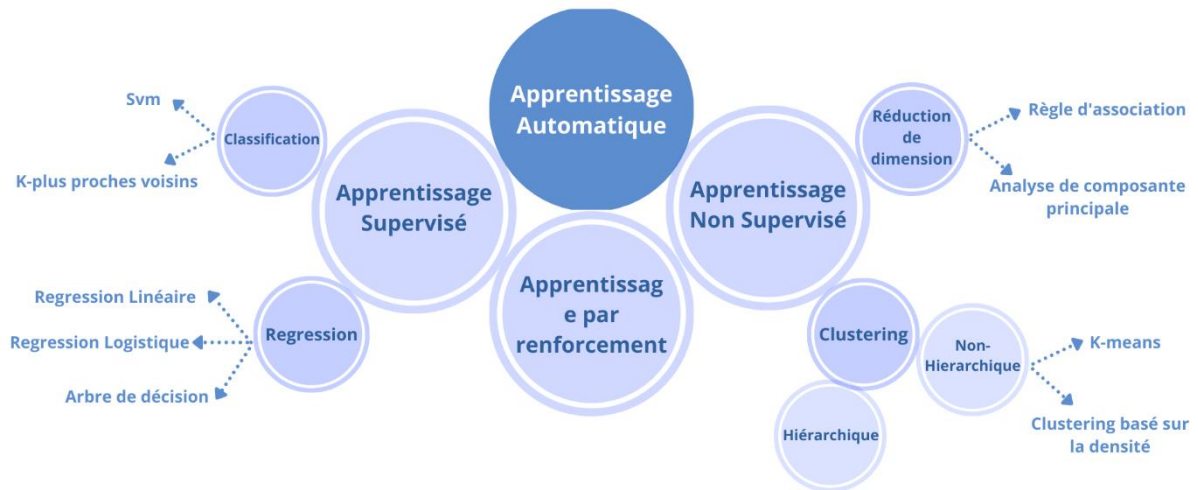 Apprentissage
Automatique
Svm
Classification
K-plus proches voisins
Apprentissage
Supervisé
Regression Linéaire
Regression Logistique
Arbre de décision
Regression
Apprentissag
e par
renforcement
Apprentissage
Non Supervisé
Réduction
de
dimension
Règle d'association
Analyse de composante
principale
Clustering
Non-
Hierarchique
K-means
Clustering basé sur
la densité
Hiérarchique